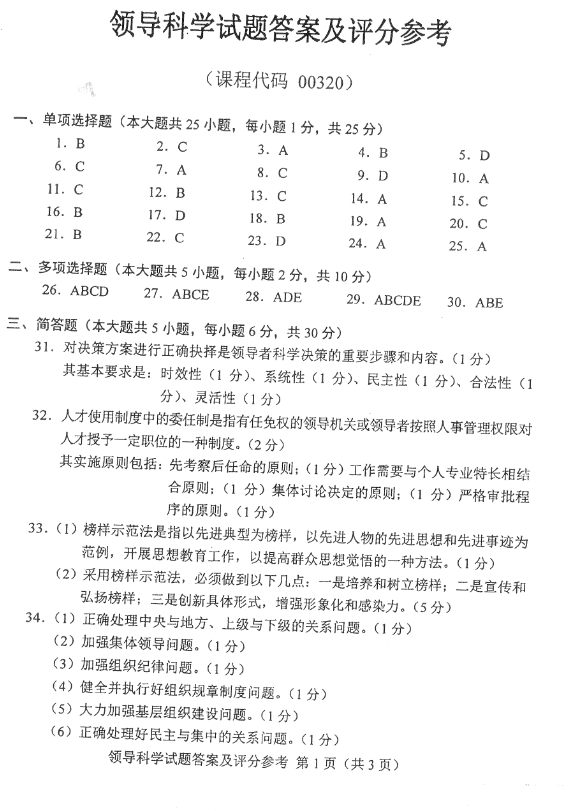 领导科学试题答案及评分参考
（课程代码 00320）
一、单项选择题（本大题共 25 小题，每小题 1 分，共 25 分）
1．B 2．C 3．A 4．B 5．D
6．C 7．A 8．C 9．D 10．A
11．C 12．B 13．C 14．A 15．C
16．B 17．D 18．B 19．A 20．C
21．B 22．C 23．D 24．A 25．A
二、多项选择题（本大题共 5 小题，每小题 2 分，共 10 分）
26．ABCD 27．ABCE 28．ADE 29．ABCDE 30．ABE
三、简答题（本大题共 5 小题，每小题 6 分，共 30 分）
31．对决策方案进行正确抉择是领导者科学决策的重要步骤和内容。（1 分）
其基本要求是：时效性（1 分）、系统性（1 分）、民主性（1 分）、合法性（1
分）、灵活性（1 分）
32．人才使用制度中的委任制是指有任免权的领导机关或领导者按照人事管理权限对
人才授予一定职位的一种制度。（2 分）
其实施原则包括：先考察后任命的原则；（1 分）工作需要与个人专业特长相结
合原则；（1 分）集体讨论决定的原则；（1 分）严格审批程
序的原则。（1 分）
33．（1）榜样示范法是指以先进典型为榜样，以先进人物的先进思想和先进事迹为
范例，开展思想教育工作，以提高群众思想觉悟的一种方法。（1 分）
（2）采用榜样示范法，必须做到以下几点：一是培养和树立榜样；二是宣传和
弘扬榜样；三是创新具体形式，增强形象化和感染力。（5 分）
34．（1）正确处理中央与地方、上级与下级的关系问题。（1 分）
（2）加强集体领导问题。（1 分）
（3）加强组织纪律问题。（1 分）
（4）健全并执行好组织规章制度问题。（1 分）
（5）大力加强基层组织建设问题。（1 分）
（6）正确处理好民主与集中的关系问题。（1 分）
领导科学试题答案及评分参考 第 1 页（共 3 页）